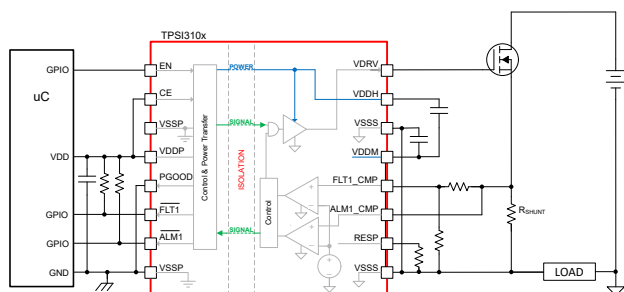 TPSI310x
uC
GPIO
VDD
GPIO
GPIO
GND
EN
CE
VSSP
VDDP
PGOOD
FLT1
ALM1
VSSP
Control & Power Transfer
POWER
SIGNAL
ISOLATION
SIGNAL
Control
VDRV
VDDH
VSSS
VDDM
FLT1_CMP
ALM1_CMP
RESP
VSSS
RSHUNT
LOAD